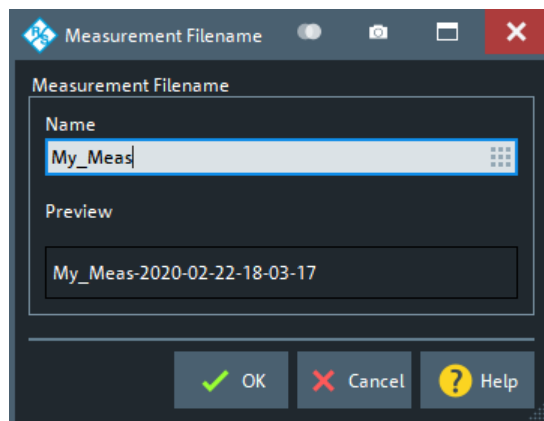 R&S Measurement Filename
Measurement Filename
Name
My_Meas
Preview
My_Meas-2020-02-22-18-03-17
OK Cancel ? Help